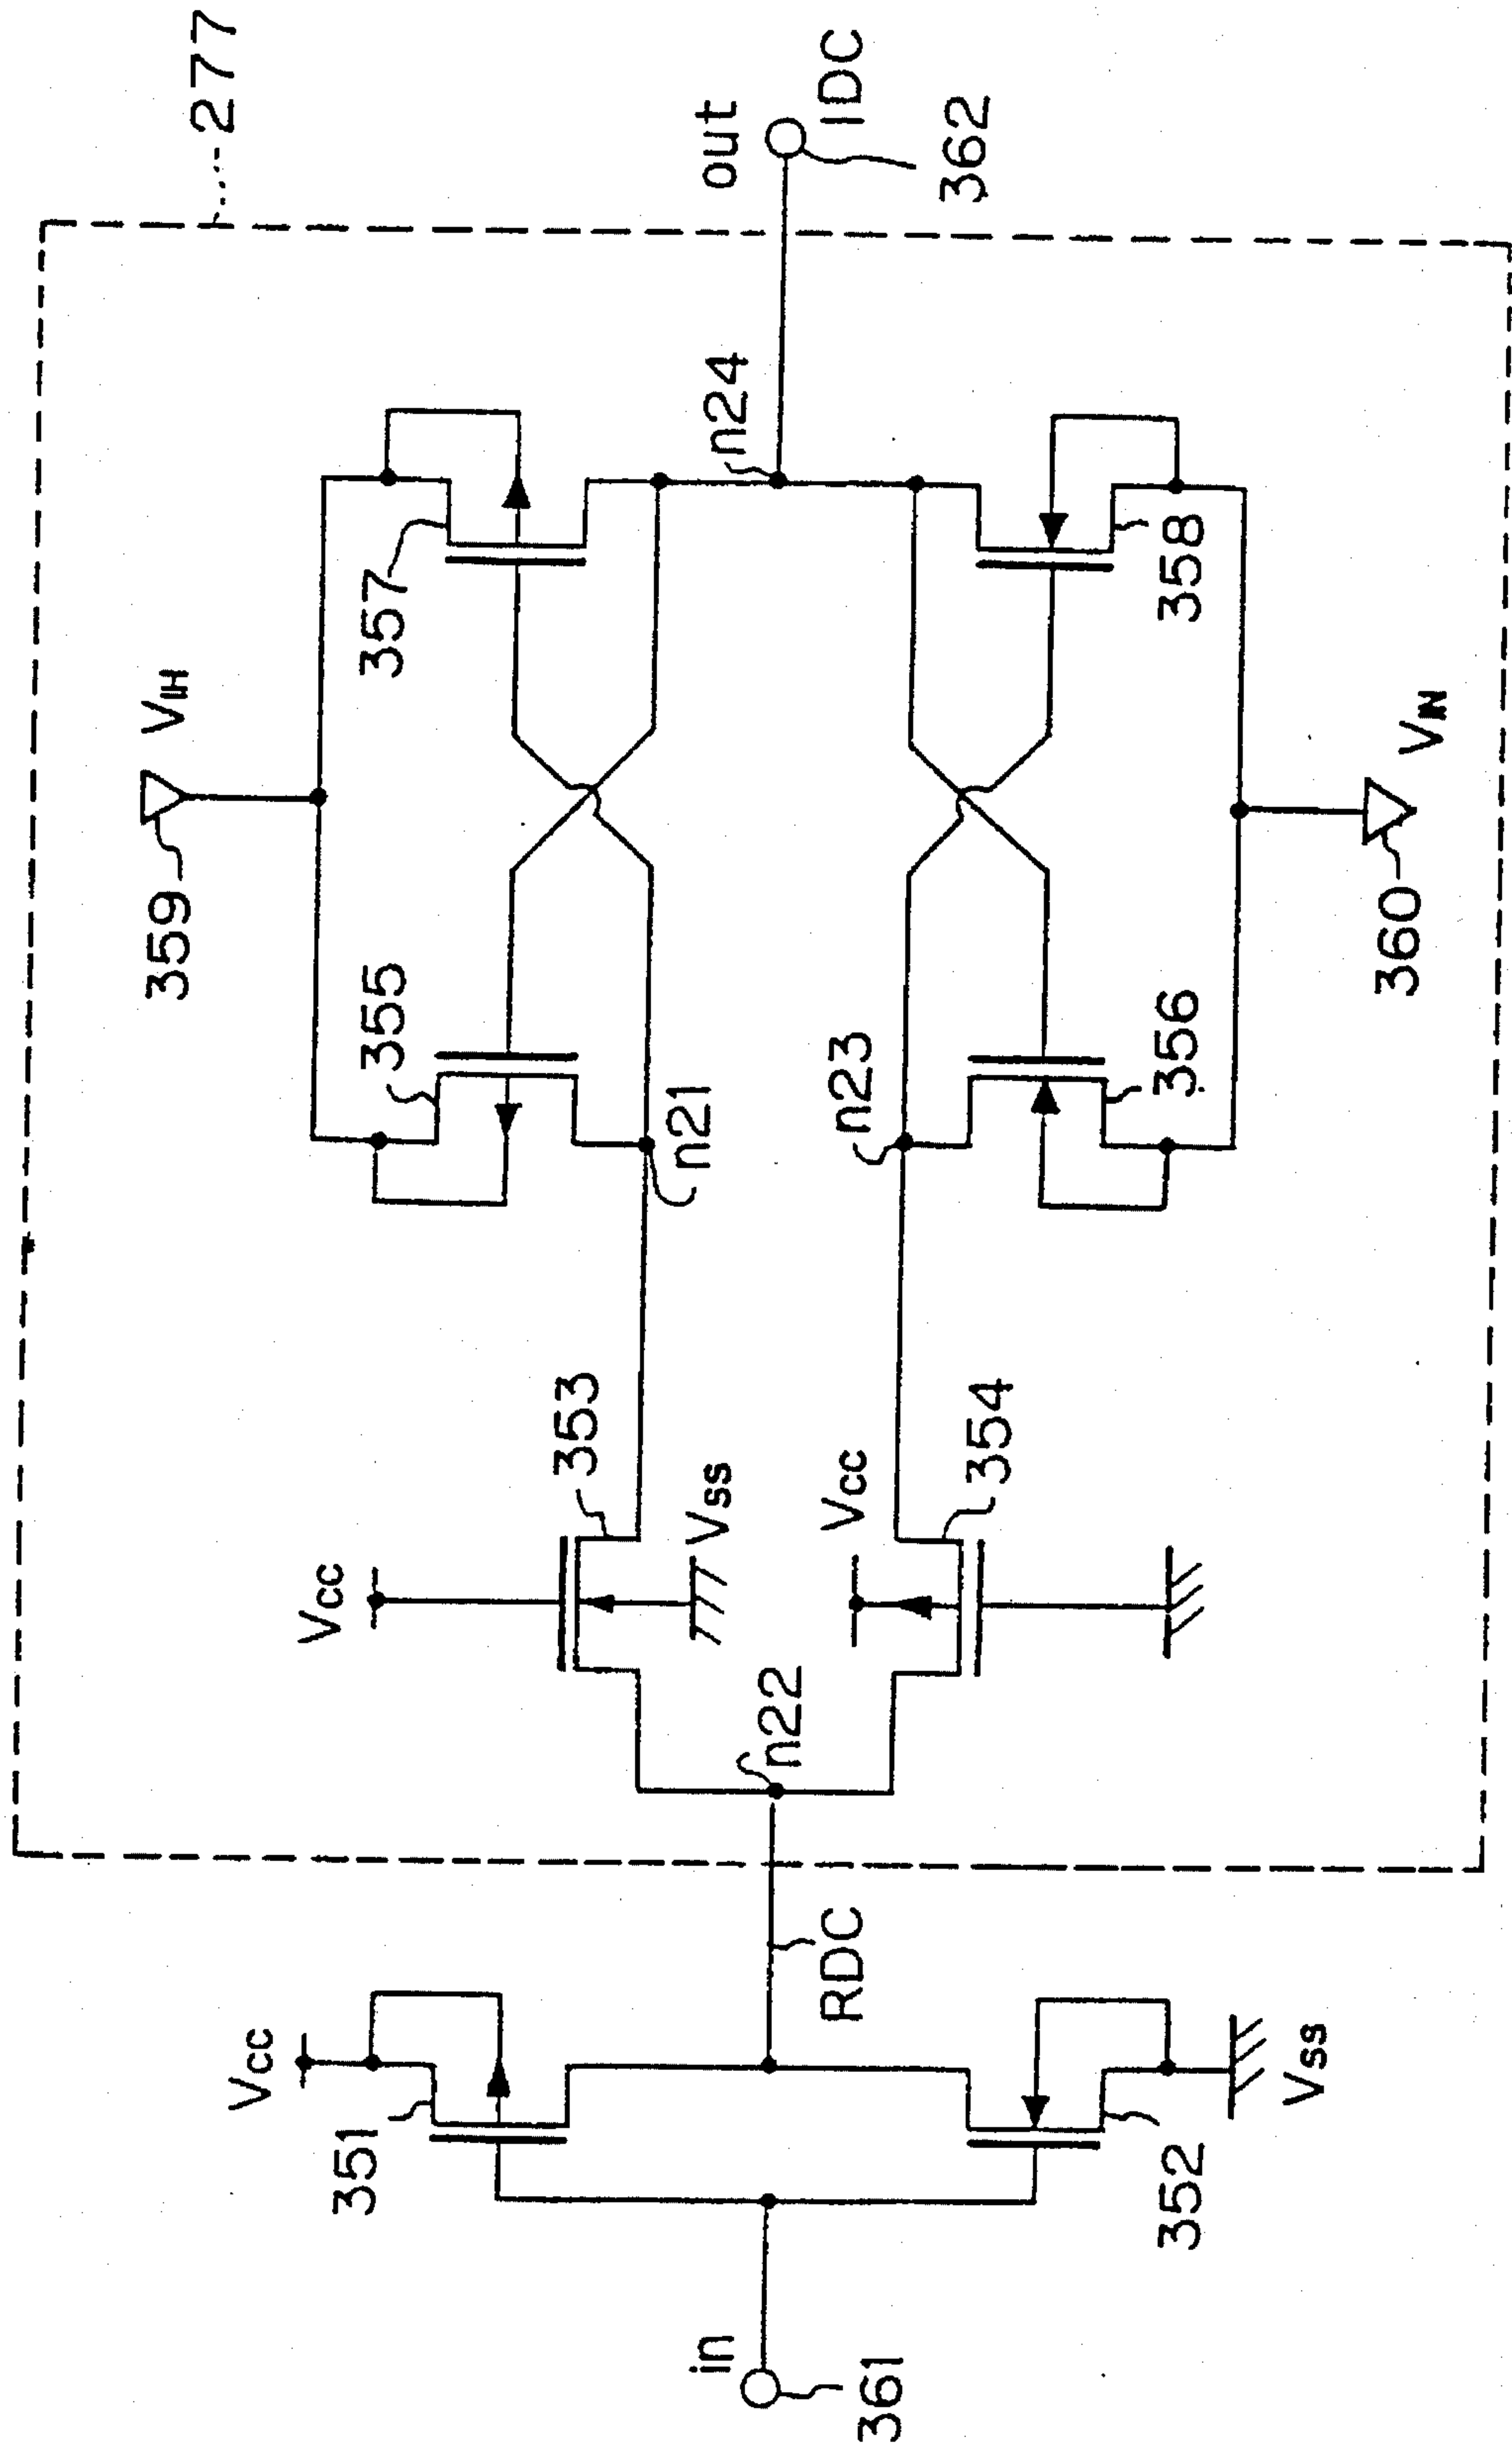 277
359
VIH
355
357
n24
out
IDC
362
Vcc
353
Vss
n21
n22
n23
Vcc
354
356
358
360
VIN
Vcc
351
RDC
in
361
352
Vss